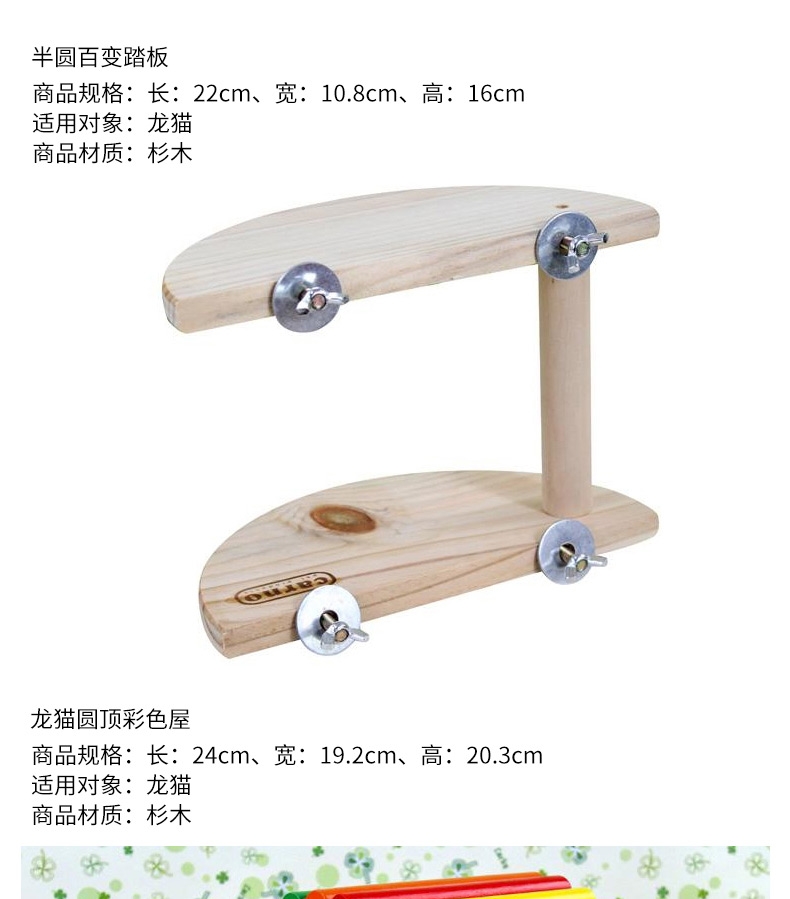 半圆百变踏板
商品规格：长：22cm、宽：10.8cm、高：16cm
适用对象：龙猫
商品材质：杉木
carno
龙猫圆顶彩色屋
商品规格：长：24cm、宽：19.2cm、高：20.3cm
适用对象：龙猫
商品材质：杉木